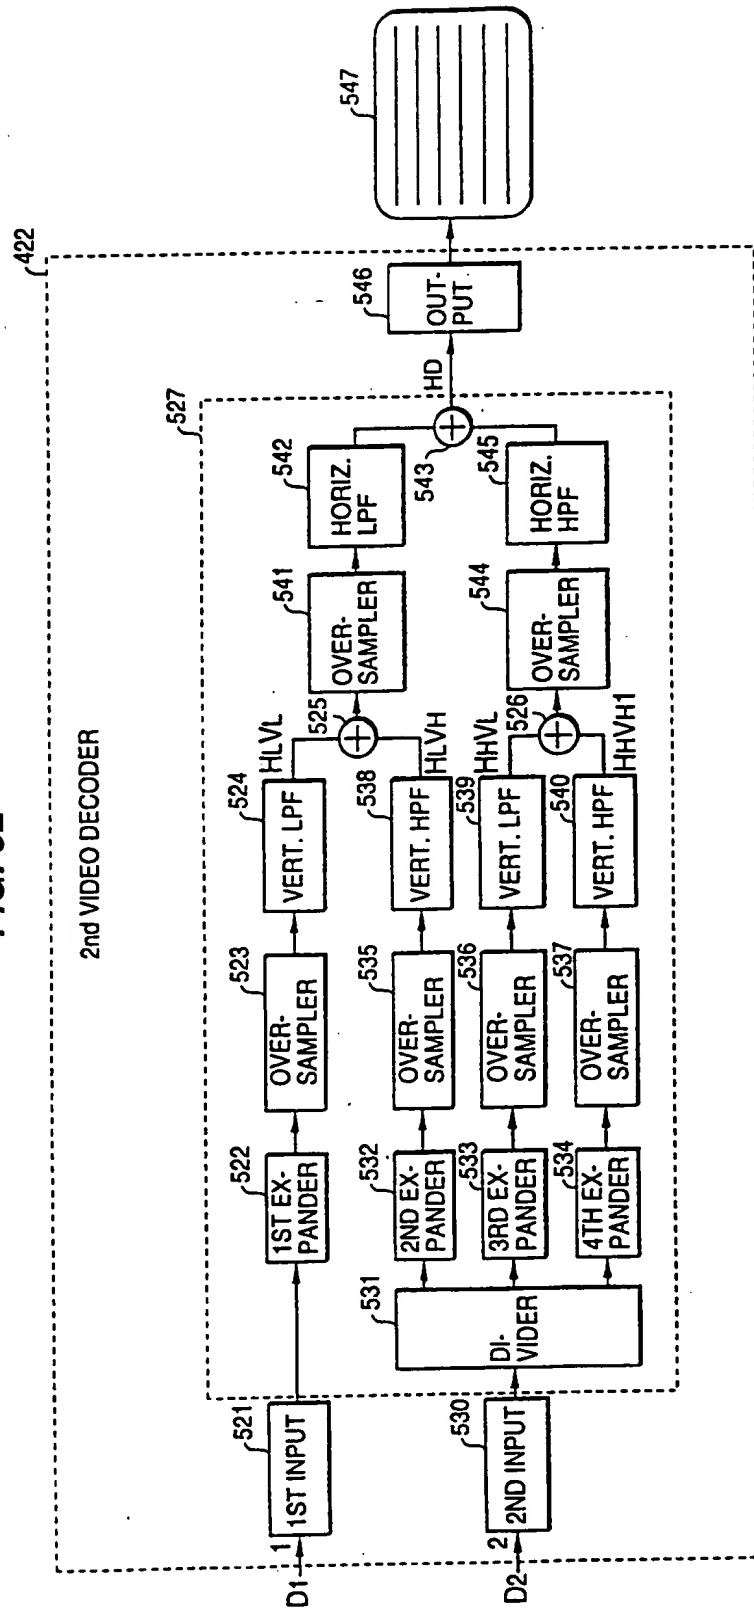 2nd VIDEO DECODER
422
527
D1
1
521
1ST INPUT
522
1ST EX-
PANDER
523
OVER-
SAMPLER
524
VERT. LPF
HLVL
525
541
OVER-
SAMPLER
542
HORIZ.
LPF
543
HD
546
OUT-
PUT
547
D2
2
530
2ND INPUT
531
DI-
VIDER
532
2ND EX-
PANDER
535
OVER-
SAMPLER
538
VERT. HPF
HLVH
533
3RD EX-
PANDER
536
OVER-
SAMPLER
539
VERT. LPF
HHVL
526
544
OVER-
SAMPLER
545
HORIZ.
HPF
534
4TH EX-
PANDER
537
OVER-
SAMPLER
540
VERT. HPF
HHVH1